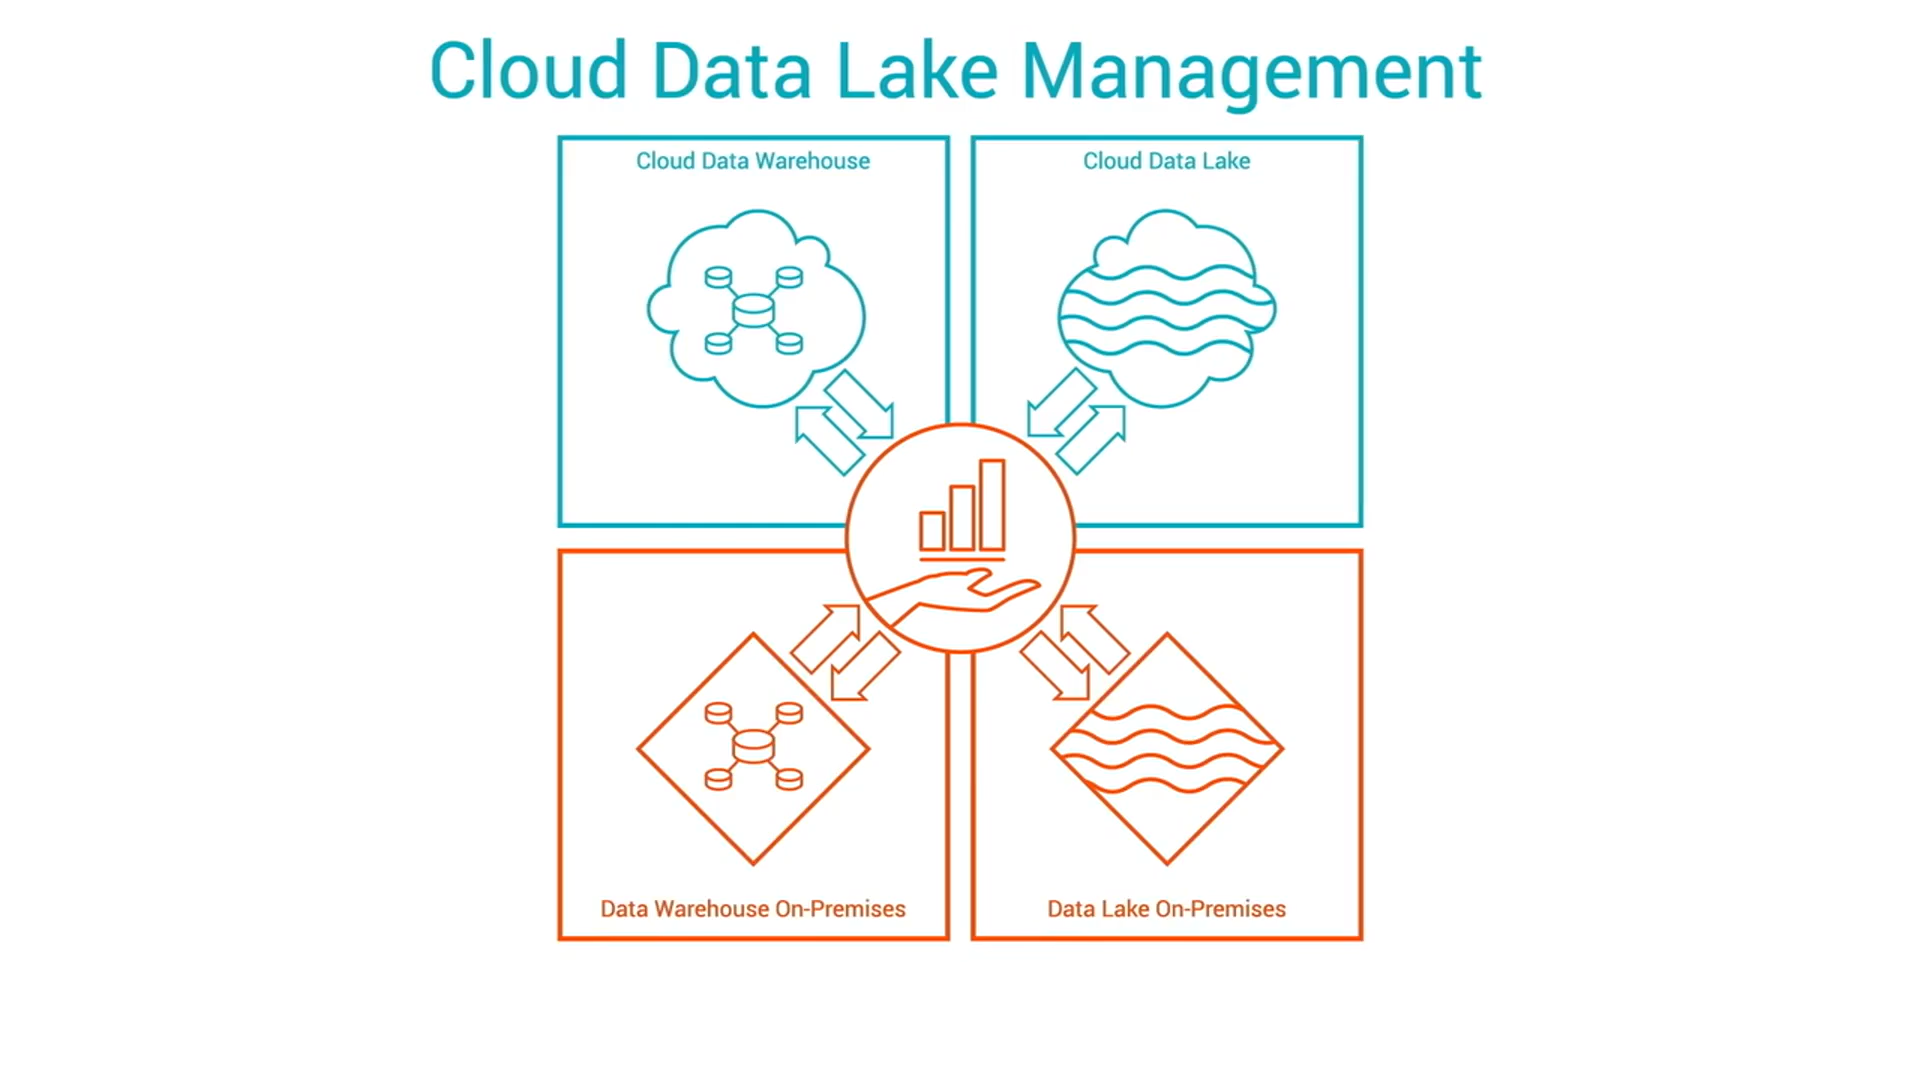 Cloud Data Lake Management
Cloud Data Warehouse
Cloud Data Lake
Data Warehouse On-Premises
Data Lake On-Premises